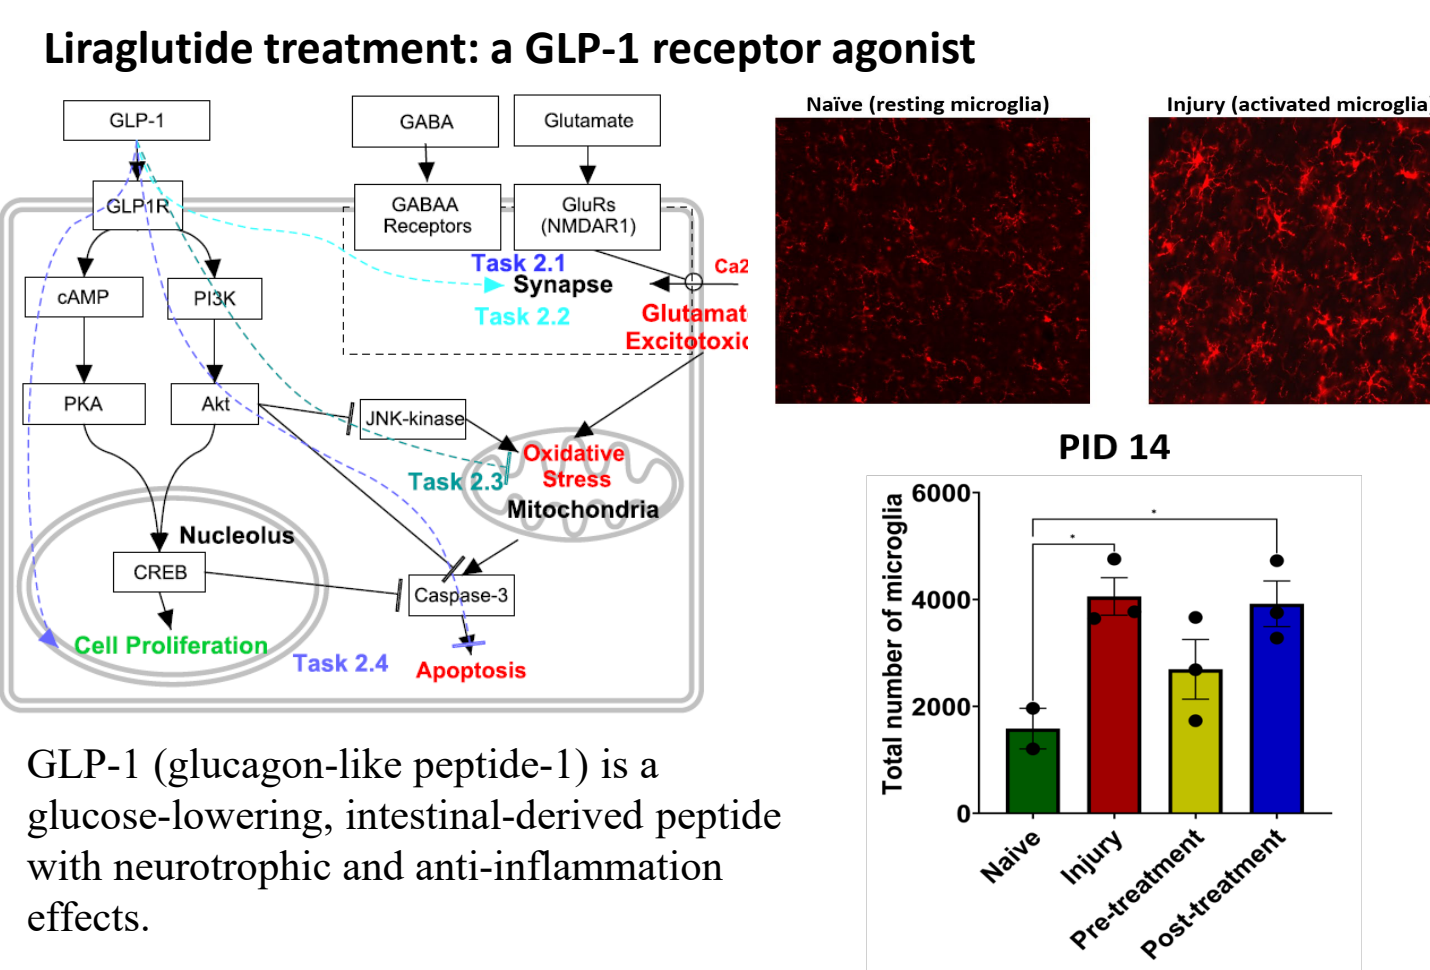 Liraglutide treatment: a GLP-1 receptor agonist
GLP-1
GABA
Glutamate
GLP1R
GABAA
Receptors
GluRs
(NMDAR1)
Task 2.1
Synapse
Task 2.2
Ca2
Glutamat
Excitotoxic
cAMP
PI3K
PKA
Akt
JNK-kinase
Oxidative
Stress
Task 2.3
Mitochondria
Nucleolus
CREB
Caspase-3
Cell Proliferation
Task 2.4
Apoptosis
GLP-1 (glucagon-like peptide-1) is a
glucose-lowering, intestinal-derived peptide
with neurotrophic and anti-inflammation
effects.
Naïve (resting microglia)
Injury (activated microglia)
PID 14
Total number of microglia
6000
4000
2000
0
*
*
Naive
Injury
Pre-treatment
Post-treatment